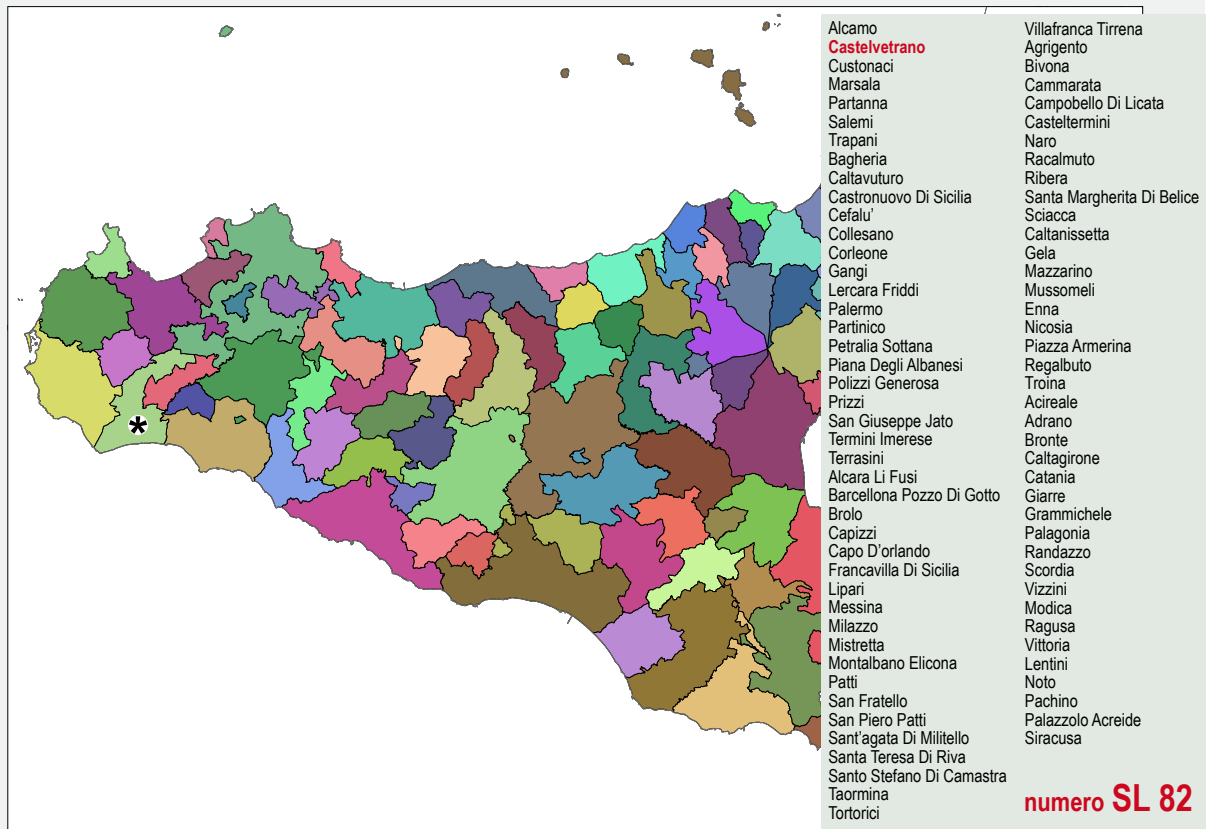 Alcamo
Castelvetrano
Custonaci
Marsala
Partanna
Salemi
Trapani
Bagheria
Caltavuturo
Castronuovo Di Sicilia
Cefalu'
Collesano
Corleone
Gangi
Lercara Friddi
Palermo
Partinico
Petralia Sottana
Piana Degli Albanesi
Polizzi Generosa
Prizzi
San Giuseppe Jato
Termini Imerese
Terrasini
Alcara Li Fusi
Barcellona Pozzo Di Gotto
Brolo
Capizzi
Capo D'orlando
Francavilla Di Sicilia
Lipari
Messina
Milazzo
Mistretta
Montalbano Elicona
Patti
San Fratello
San Piero Patti
Sant'agata Di Militello
Santa Teresa Di Riva
Santo Stefano Di Camastra
Taormina
Tortorici
Villafranca Tirrena
Agrigento
Bivona
Cammarata
Campobello Di Licata
Casteltermini
Naro
Racalmuto
Ribera
Santa Margherita Di Belice
Sciacca
Caltanissetta
Gela
Mazzarino
Mussomeli
Enna
Nicosia
Piazza Armerina
Regalbuto
Troina
Acireale
Adrano
Bronte
Caltagirone
Catania
Giarre
Grammichele
Palagonia
Randazzo
Scordia
Vizzini
Modica
Ragusa
Vittoria
Lentini
Noto
Pachino
Palazzolo Acreide
Siracusa
numero SL 82
*